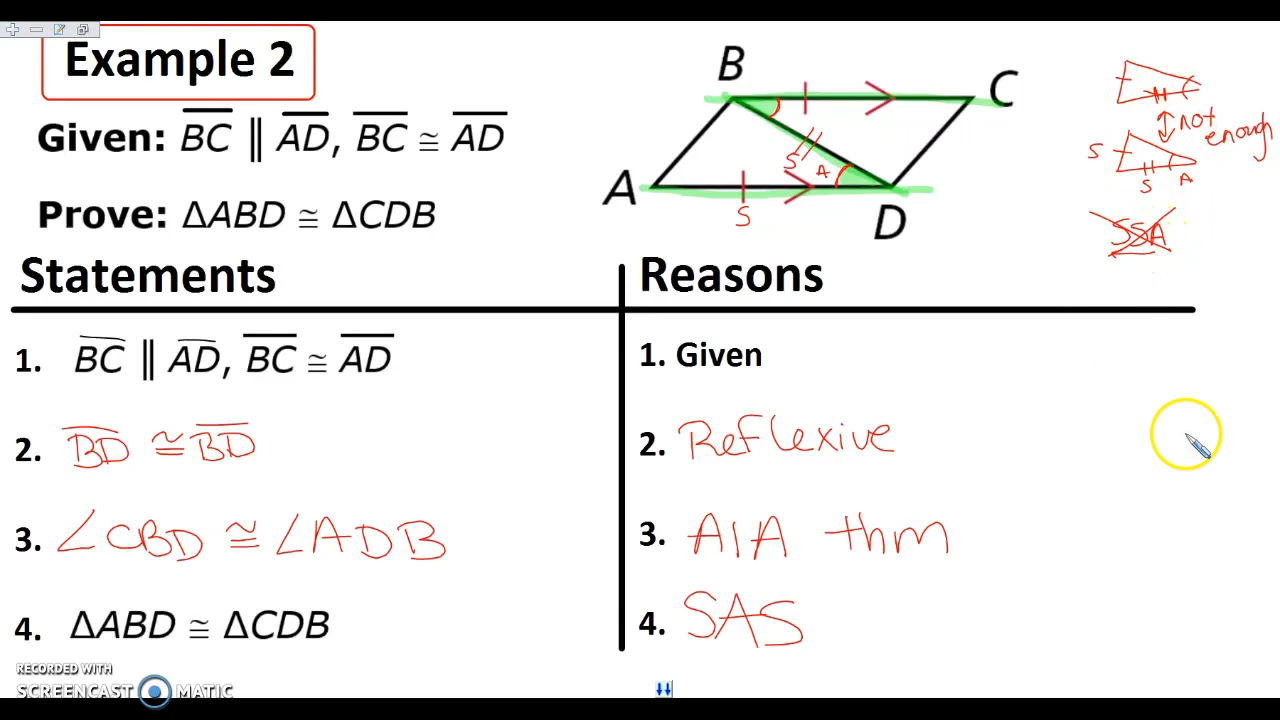 Example 2
Given: BC ∥ AD, BC ≅ AD
Prove: ΔABD ≅ ΔCDB
B
C
A
D
S
A
S
not
enough
S
S
A
SSA
Statements
Reasons
1. BC ∥ AD, BC ≅ AD
1. Given
2. BD ≅ BD
2. Reflexive
3. ∠CBD ≅ ∠ADB
3. AIA thm
4. ΔABD ≅ ΔCDB
4. SAS
RECORDED WITH
SCREENCAST MATIC